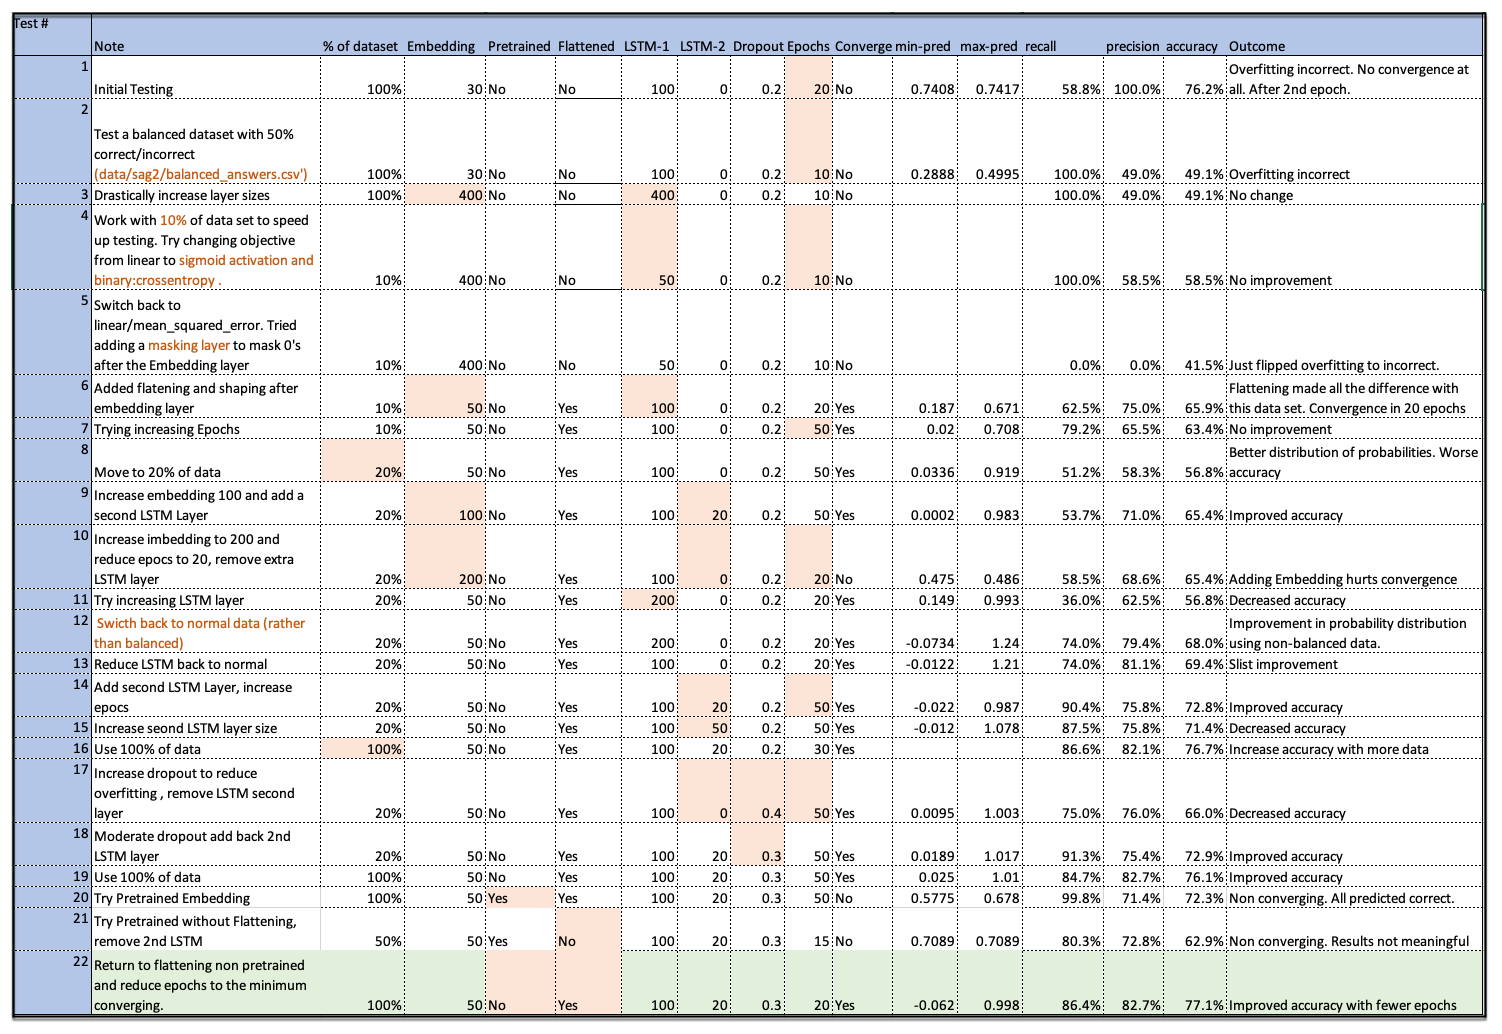 Test #
Note % of dataset Embedding Pretrained Flattened LSTM-1 LSTM-2 Dropout Epochs Converge min-pred max-pred recall precision accuracy Outcome
1 Overfitting incorrect. No convergence at
Initial Testing 100% 30 No No 100 0 0.2 20 No 0.7408 0.7417 58.8% 100.0% 76.2% all. After 2nd epoch.
2
Test a balanced dataset with 50%
correct/incorrect
(data/sag2/balanced_answers.csv') 100% 30 No No 100 0 0.2 10 No 0.2888 0.4995 100.0% 49.0% 49.1% Overfitting incorrect
3 Drastically increase layer sizes 100% 400 No No 400 0 0.2 10 No 100.0% 49.0% 49.1% No change
4 Work with 10% of data set to speed
up testing. Try changing objective
from linear to sigmoid activation and
binary:crossentropy . 10% 400 No No 50 0 0.2 10 No 100.0% 58.5% 58.5% No improvement
5 Switch back to
linear/mean_squared_error. Tried
adding a masking layer to mask 0's
after the Embedding layer 10% 400 No No 50 0 0.2 10 No 0.0% 0.0% 41.5% Just flipped overfitting to incorrect.
6 Added flatening and shaping after Flattening made all the difference with
embedding layer 10% 50 No Yes 100 0 0.2 20 Yes 0.187 0.671 62.5% 75.0% 65.9% this data set. Convergence in 20 epochs
7 Trying increasing Epochs 10% 50 No Yes 100 0 0.2 50 Yes 0.02 0.708 79.2% 65.5% 63.4% No improvement
8 Better distribution of probabilities. Worse
Move to 20% of data 20% 50 No Yes 100 0 0.2 50 Yes 0.0336 0.919 51.2% 58.3% 56.8% accuracy
9 Increase embedding 100 and add a
second LSTM Layer 20% 100 No Yes 100 20 0.2 50 Yes 0.0002 0.983 53.7% 71.0% 65.4% Improved accuracy
10 Increase imbedding to 200 and
reduce epocs to 20, remove extra
LSTM layer 20% 200 No Yes 100 0 0.2 20 No 0.475 0.486 58.5% 68.6% 65.4% Adding Embedding hurts convergence
11 Try increasing LSTM layer 20% 50 No Yes 200 0 0.2 20 Yes 0.149 0.993 36.0% 62.5% 56.8% Decreased accuracy
12 Swicth back to normal data (rather Improvement in probability distribution
than balanced) 20% 50 No Yes 200 0 0.2 20 Yes -0.0734 1.24 74.0% 79.4% 68.0% using non-balanced data.
13 Reduce LSTM back to normal 20% 50 No Yes 100 0 0.2 20 Yes -0.0122 1.21 74.0% 81.1% 69.4% Slist improvement
14 Add second LSTM Layer, increase
epocs 20% 50 No Yes 100 20 0.2 50 Yes -0.022 0.987 90.4% 75.8% 72.8% Improved accuracy
15 Increase seond LSTM layer size 20% 50 No Yes 100 50 0.2 50 Yes -0.012 1.078 87.5% 75.8% 71.4% Decreased accuracy
16 Use 100% of data 100% 50 No Yes 100 20 0.2 30 Yes 86.6% 82.1% 76.7% Increase accuracy with more data
17 Increase dropout to reduce
overfitting , remove LSTM second
layer 20% 50 No Yes 100 0 0.4 50 Yes 0.0095 1.003 75.0% 76.0% 66.0% Decreased accuracy
18 Moderate dropout add back 2nd
LSTM layer 20% 50 No Yes 100 20 0.3 50 Yes 0.0189 1.017 91.3% 75.4% 72.9% Improved accuracy
19 Use 100% of data 100% 50 No Yes 100 20 0.3 50 Yes 0.025 1.01 84.7% 82.7% 76.1% Improved accuracy
20 Try Pretrained Embedding 100% 50 Yes Yes 100 20 0.3 50 No 0.5775 0.678 99.8% 71.4% 72.3% Non converging. All predicted correct.
21 Try Pretrained without Flattening,
remove 2nd LSTM 50% 50 Yes No 100 20 0.3 15 No 0.7089 0.7089 80.3% 72.8% 62.9% Non converging. Results not meaningful
22 Return to flattening non pretrained
and reduce epochs to the minimum
converging. 100% 50 No Yes 100 20 0.3 20 Yes -0.062 0.998 86.4% 82.7% 77.1% Improved accuracy with fewer epochs